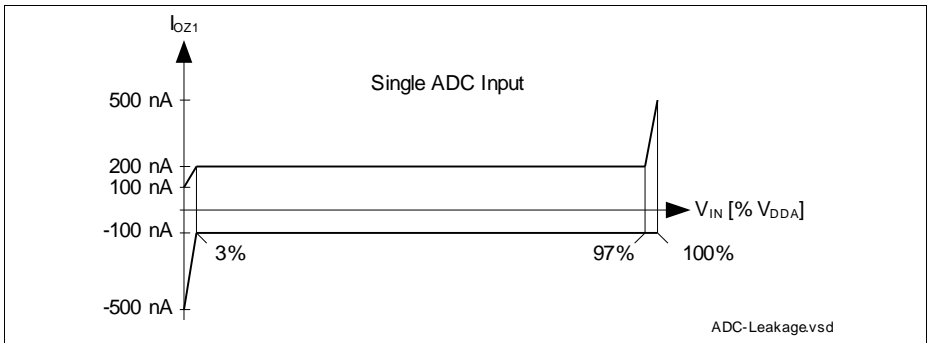 IOZ1
Single ADC Input
500 nA
200 nA
100 nA
VIN [% VDDA]
-100 nA
3%
97%
100%
-500 nA
ADC-Leakage.vsd